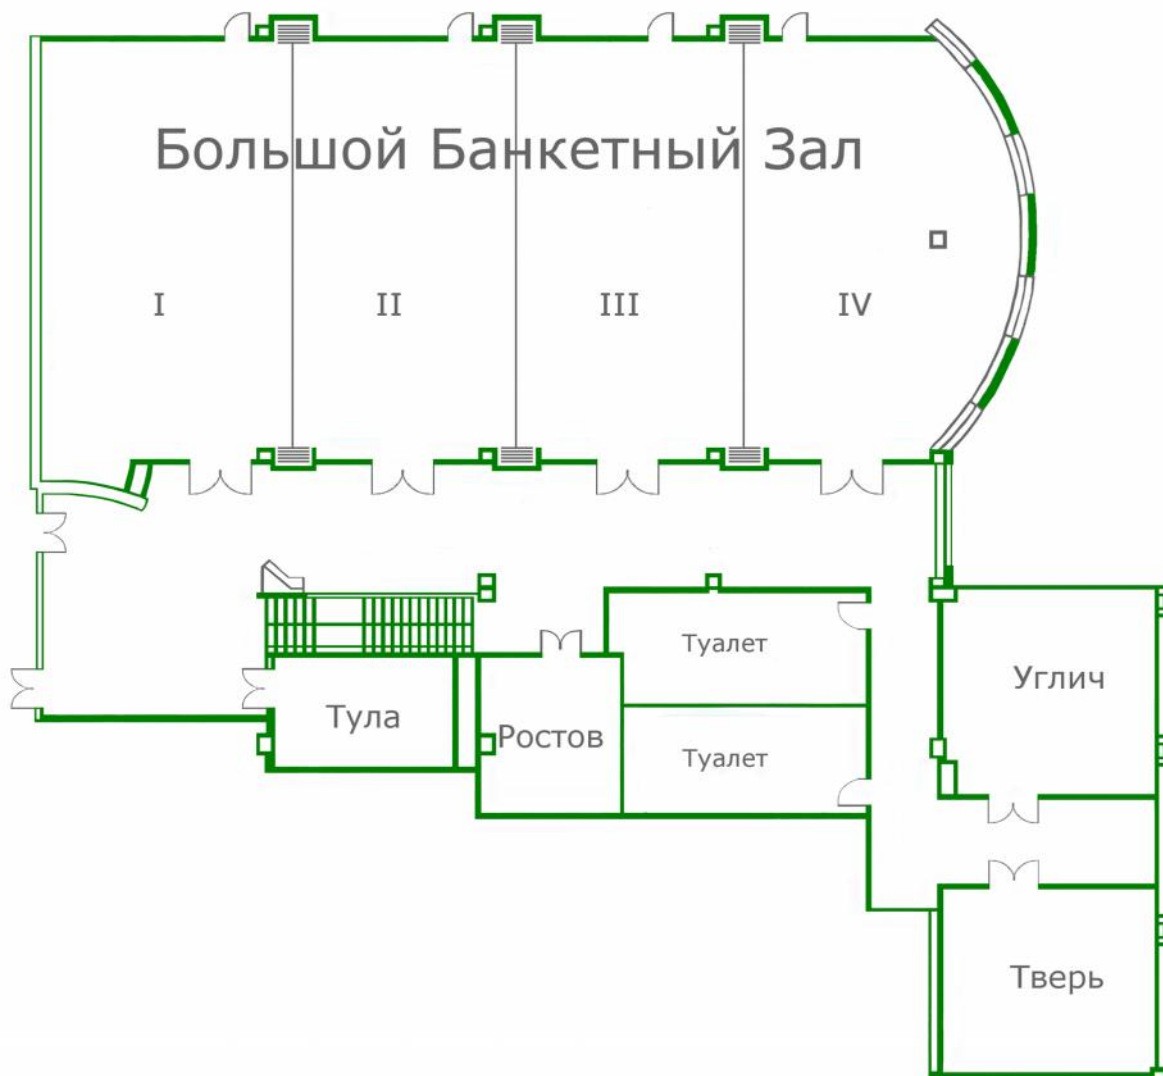 Большой Банкетный Зал
I
II
III
IV
Туалет
Углич
Тула
Ростов
Туалет
Тверь